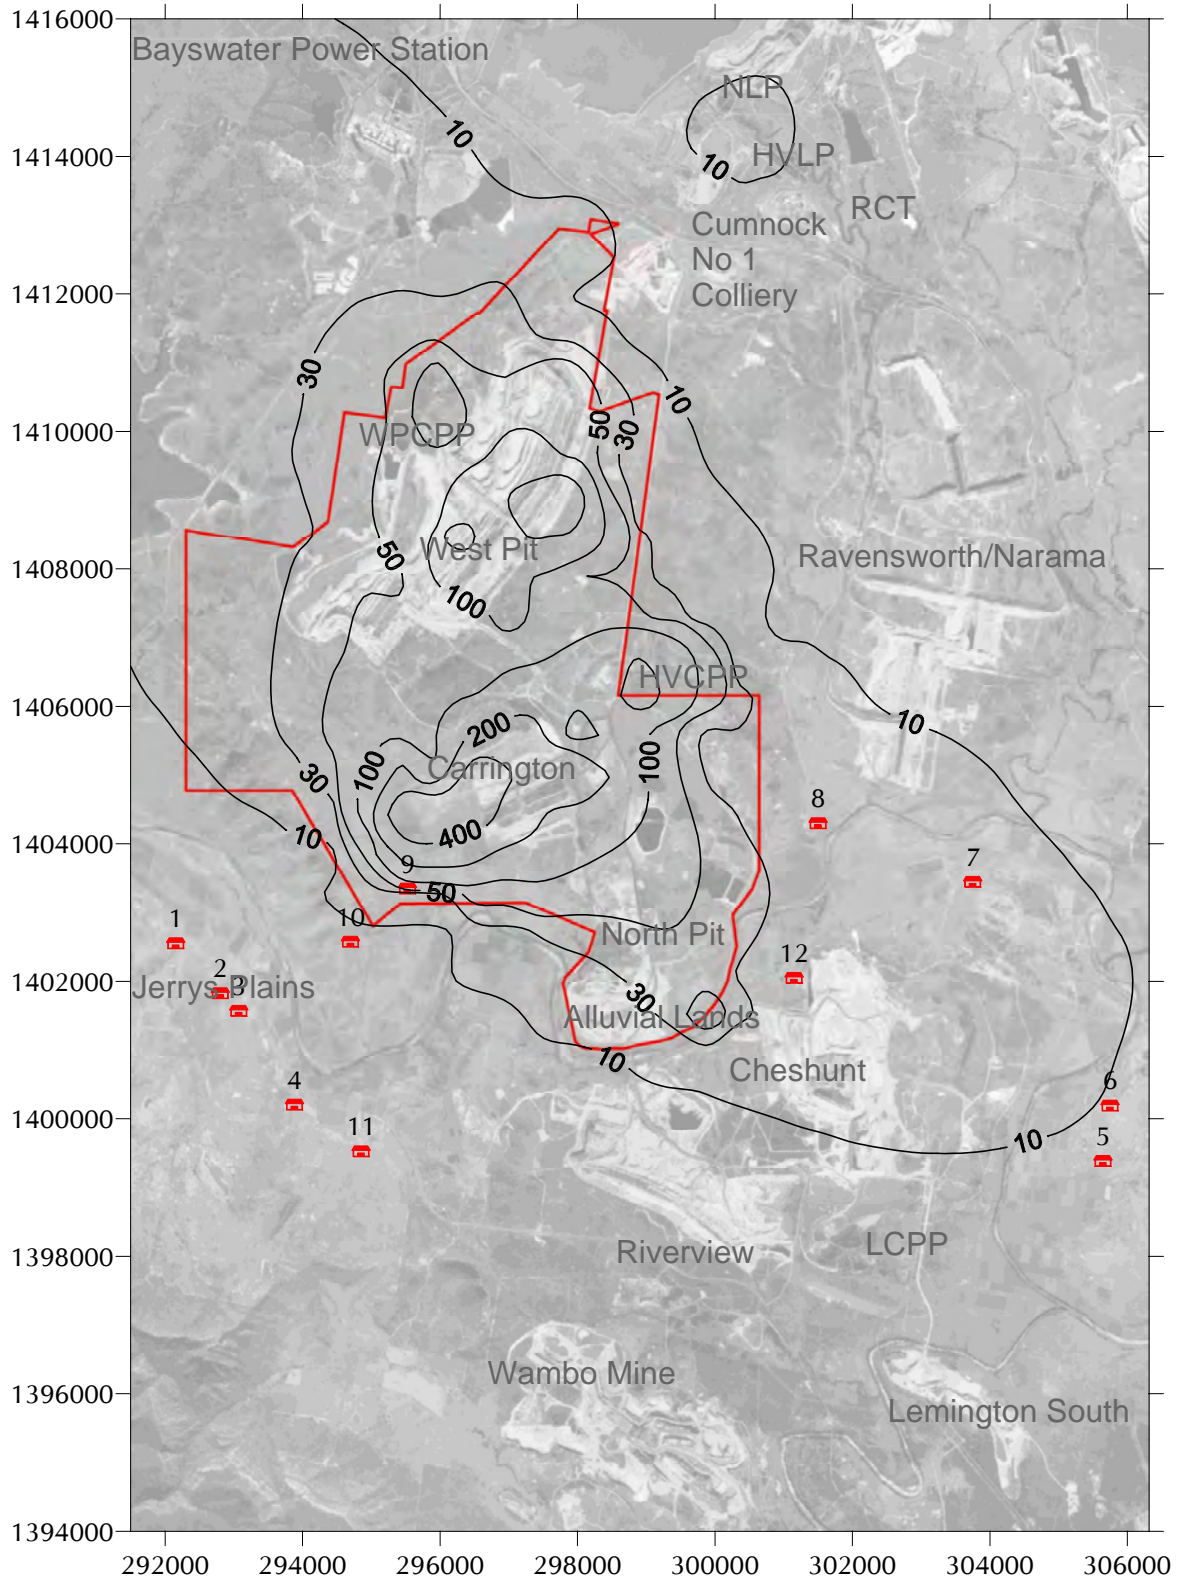 1416000
Bayswater Power Station
NLP
10
1414000
HVLP
10
RCT
Cumnock
No 1
Colliery
1412000
30
10
50
30
1410000
WPCPP
West Pit
50
Ravensworth/Narama
1408000
100
HVCPP
1406000
200
10
100
100
Carrington
30
8
400
10
1404000
9
7
50
1
10
North Pit
12
2
3
Jerrys Plains
1402000
30
Alluvial Lands
10
Cheshunt
4
6
1400000
11
10
5
Riverview
LCPP
1398000
Wambo Mine
1396000
Lemington South
1394000
292000 294000 296000 298000 300000 302000 304000 306000